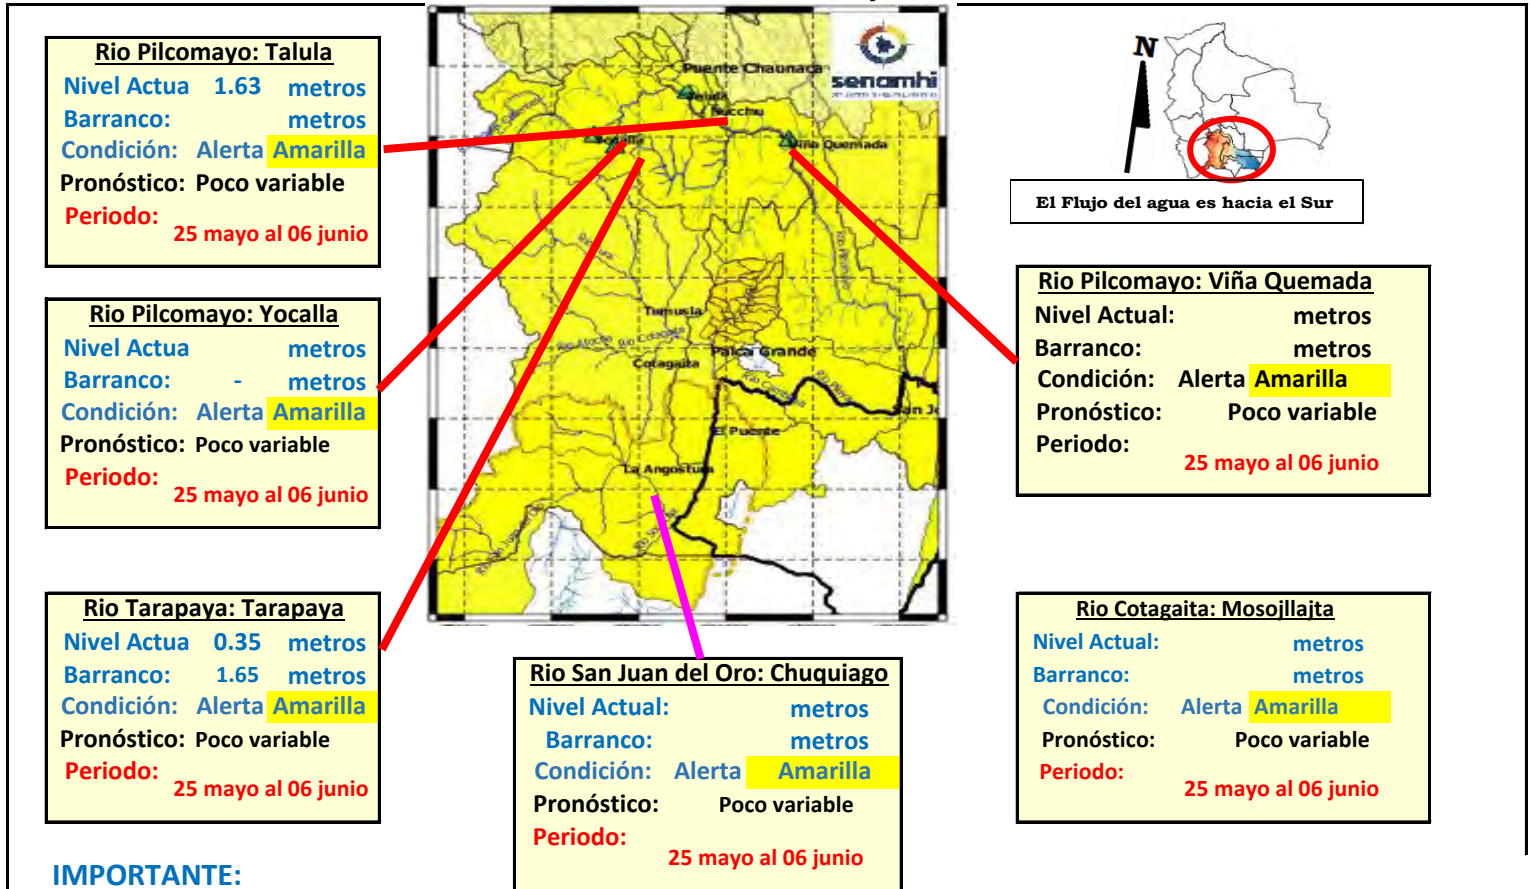 Rio Pilcomayo: Talula
Nivel Actua 1.63 metros
Barranco: metros
Condición: Alerta Amarilla
Pronóstico: Poco variable
Periodo:
25 mayo al 06 junio
Rio Pilcomayo: Yocalla
Nivel Actua metros
Barranco: - metros
Condición: Alerta Amarilla
Pronóstico: Poco variable
Periodo:
25 mayo al 06 junio
Rio Tarapaya: Tarapaya
Nivel Actua 0.35 metros
Barranco: 1.65 metros
Condición: Alerta Amarilla
Pronóstico: Poco variable
Periodo:
25 mayo al 06 junio
IMPORTANTE:
senamhi
Puente Chaunaca
Viña Quemada
Tumusla
Rio Cotagaita
Cotagaita
Palca Grande
El Puente
La Angostura
San J
Rio San Juan del Oro: Chuquiago
Nivel Actual: metros
Barranco: metros
Condición: Alerta Amarilla
Pronóstico: Poco variable
Periodo:
25 mayo al 06 junio
N
El Flujo del agua es hacia el Sur
Rio Pilcomayo: Viña Quemada
Nivel Actual: metros
Barranco: metros
Condición: Alerta Amarilla
Pronóstico: Poco variable
Periodo:
25 mayo al 06 junio
Rio Cotagaita: Mosojllajta
Nivel Actual: metros
Barranco: metros
Condición: Alerta Amarilla
Pronóstico: Poco variable
Periodo:
25 mayo al 06 junio